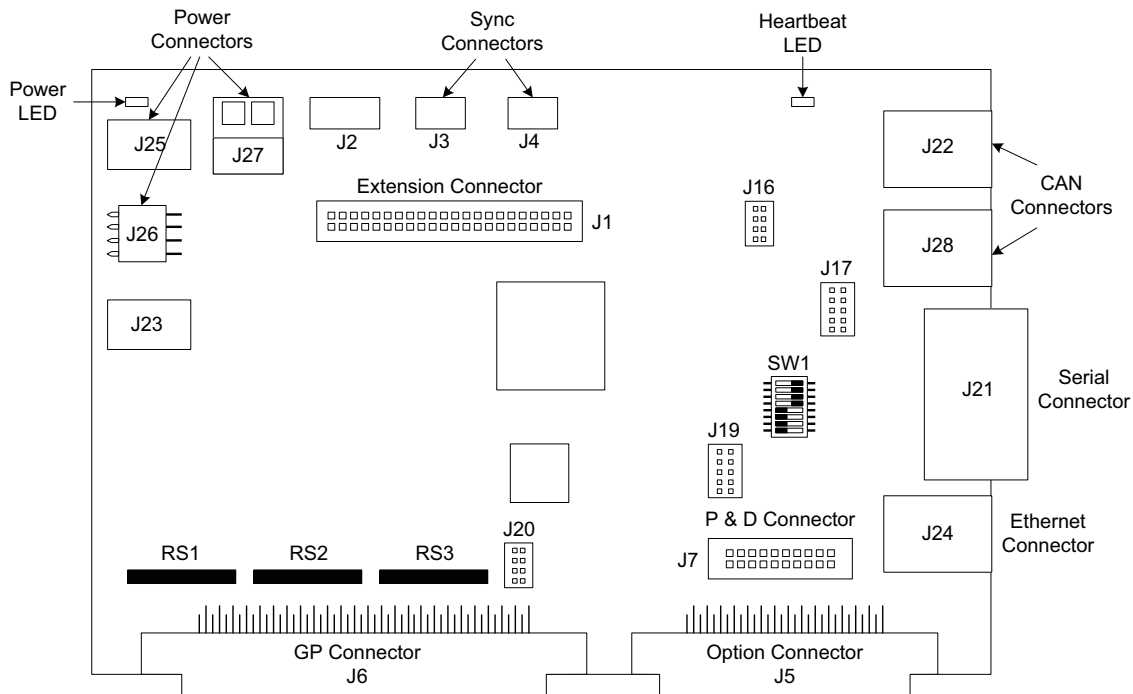 Power
Connectors
Sync
Connectors
Heartbeat
LED
Power
LED
J25
J27
J2
J3
J4
J22
CAN
Connectors
Extension Connector
J1
J16
J26
J28
J17
J23
SW1
J21
Serial
Connector
J19
P & D Connector
J7
J24
Ethernet
Connector
J20
RS1
RS2
RS3
GP Connector
J6
Option Connector
J5